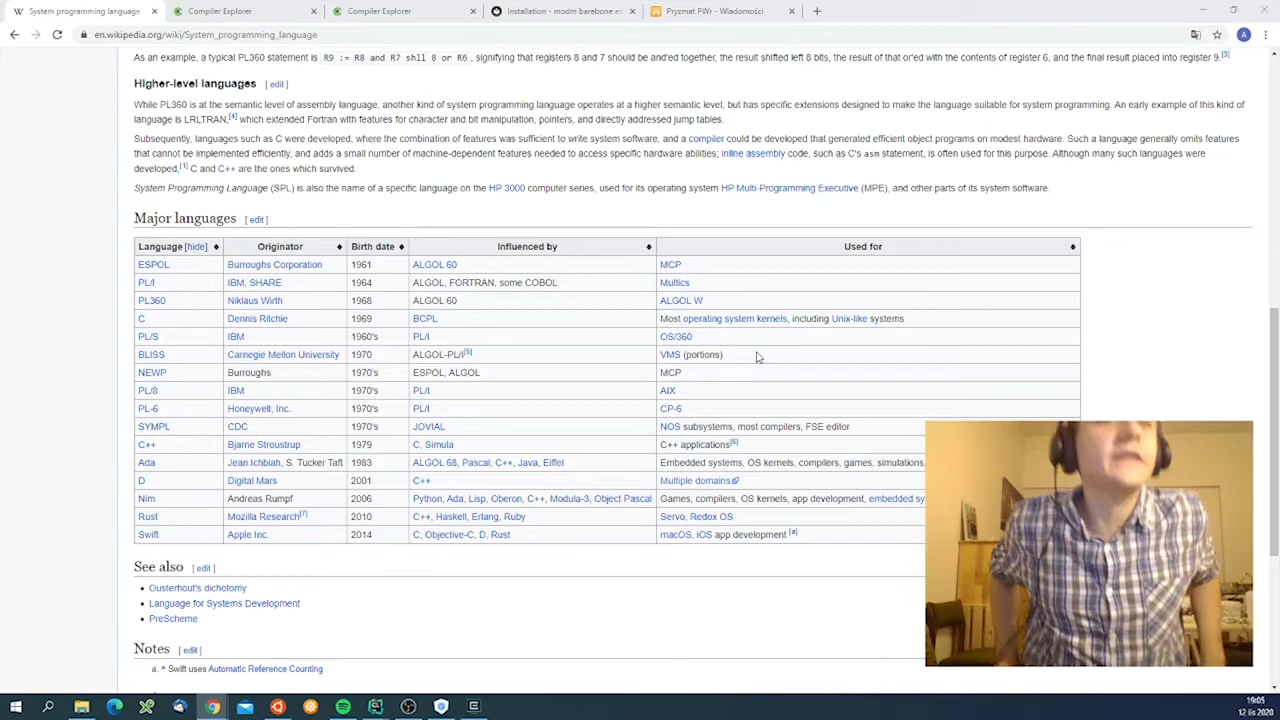 System programming language
Compiler Explorer
Compiler Explorer
Installation - modm barebone e
Pryzmat PWr - Wiadomości
en.wikipedia.org/wiki/System_programming_language
A
As an example, a typical PL360 statement is R9 := R8 and R7 shll 8 or R6, signifying that registers 8 and 7 should be and'ed together, the result shifted left 8 bits, the result of that or'ed with the contents of register 6, and the final result placed into register 9.[3]
Higher-level languages [ edit ]
While PL360 is at the semantic level of assembly language, another kind of system programming language operates at a higher semantic level, but has specific extensions designed to make the language suitable for system programming. An early example of this kind of
language is LRLTRAN,[4] which extended Fortran with features for character and bit manipulation, pointers, and directly addressed jump tables.
Subsequently, languages such as C were developed, where the combination of features was sufficient to write system software, and a compiler could be developed that generated efficient object programs on modest hardware. Such a language generally omits features
that cannot be implemented efficiently, and adds a small number of machine-dependent features needed to access specific hardware abilities; inline assembly code, such as C's asm statement, is often used for this purpose. Although many such languages were
developed,[1] C and C++ are the ones which survived.
System Programming Language (SPL) is also the name of a specific language on the HP 3000 computer series, used for its operating system HP Multi-Programming Executive (MPE), and other parts of its system software.
Major languages [ edit ]
Language [hide] Originator Birth date Influenced by Used for
ESPOL Burroughs Corporation 1961 ALGOL 60 MCP
PL/I IBM, SHARE 1964 ALGOL, FORTRAN, some COBOL Multics
PL360 Niklaus Wirth 1968 ALGOL 60 ALGOL W
C Dennis Ritchie 1969 BCPL Most operating system kernels, including Unix-like systems
PL/S IBM 1960's PL/I OS/360
BLISS Carnegie Mellon University 1970 ALGOL-PL/I[5] VMS (portions)
NEWP Burroughs 1970's ESPOL, ALGOL MCP
PL/8 IBM 1970's PL/I AIX
PL-6 Honeywell, Inc. 1970's PL/I CP-6
SYMPL CDC 1970's JOVIAL NOS subsystems, most compilers, FSE editor
C++ Bjarne Stroustrup 1979 C, Simula C++ applications[6]
Ada Jean Ichbiah, S. Tucker Taft 1983 ALGOL 68, Pascal, C++, Java, Eiffel Embedded systems, OS kernels, compilers, games, simulations,
D Digital Mars 2001 C++ Multiple domains
Nim Andreas Rumpf 2006 Python, Ada, Lisp, Oberon, C++, Modula-3, Object Pascal Games, compilers, OS kernels, app development, embedded sy
Rust Mozilla Research[7] 2010 C++, Haskell, Erlang, Ruby Servo, Redox OS
Swift Apple Inc. 2014 C, Objective-C, D, Rust macOS, iOS app development [a]
See also [ edit ]
• Ousterhout's dichotomy
• Language for Systems Development
• PreScheme
Notes [ edit ]
a. ^ Swift uses Automatic Reference Counting
19:05
12 lis 2020